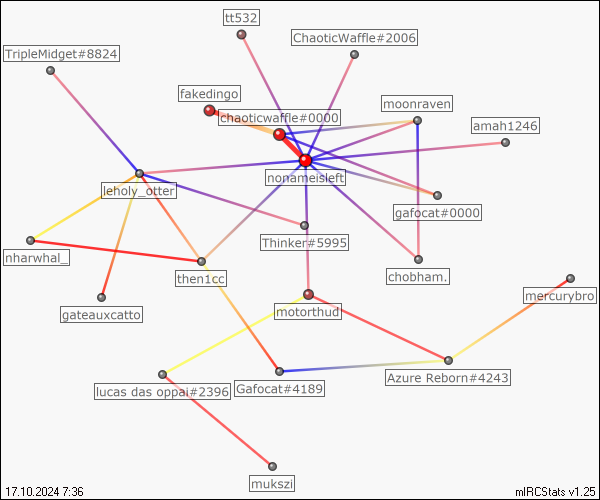 tt532
ChaoticWaffle#2006
TripleMidget#8824
fakedingo
moonraven
chaoticwaffle#0000
amah1246
nonameisleft
leholy_otter
gafocat#0000
Thinker#5995
nharwhal_
then1cc
chobham.
mercurybro
gateauxcatto
motorthud
Azure Reborn#4243
Gafocat#4189
lucas das oppai#2396
mukszi
17.10.2024 7:36
mIRCStats v1.25